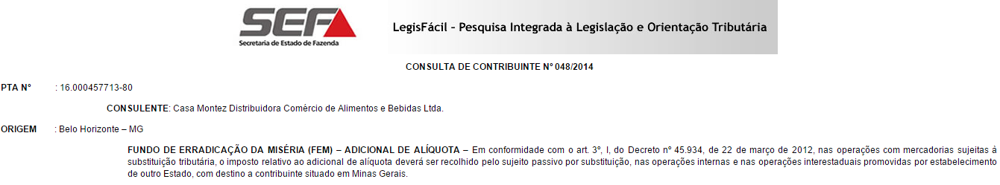 SEFA
Secretaria de Estado de Fazenda
LegisFácil – Pesquisa Integrada à Legislação e Orientação Tributária
CONSULTA DE CONTRIBUINTE Nº 048/2014
PTA Nº : 16.000457713-80
CONSULENTE: Casa Montez Distribuidora Comércio de Alimentos e Bebidas Ltda.
ORIGEM : Belo Horizonte – MG
FUNDO DE ERRADICAÇÃO DA MISÉRIA (FEM) – ADICIONAL DE ALÍQUOTA – Em conformidade com o art. 3º, I, do Decreto nº 45.934, de 22 de março de 2012, nas operações com mercadorias sujeitas à
substituição tributária, o imposto relativo ao adicional de alíquota deverá ser recolhido pelo sujeito passivo por substituição, nas operações internas e nas operações interestaduais promovidas por estabelecimento
de outro Estado, com destino a contribuinte situado em Minas Gerais.